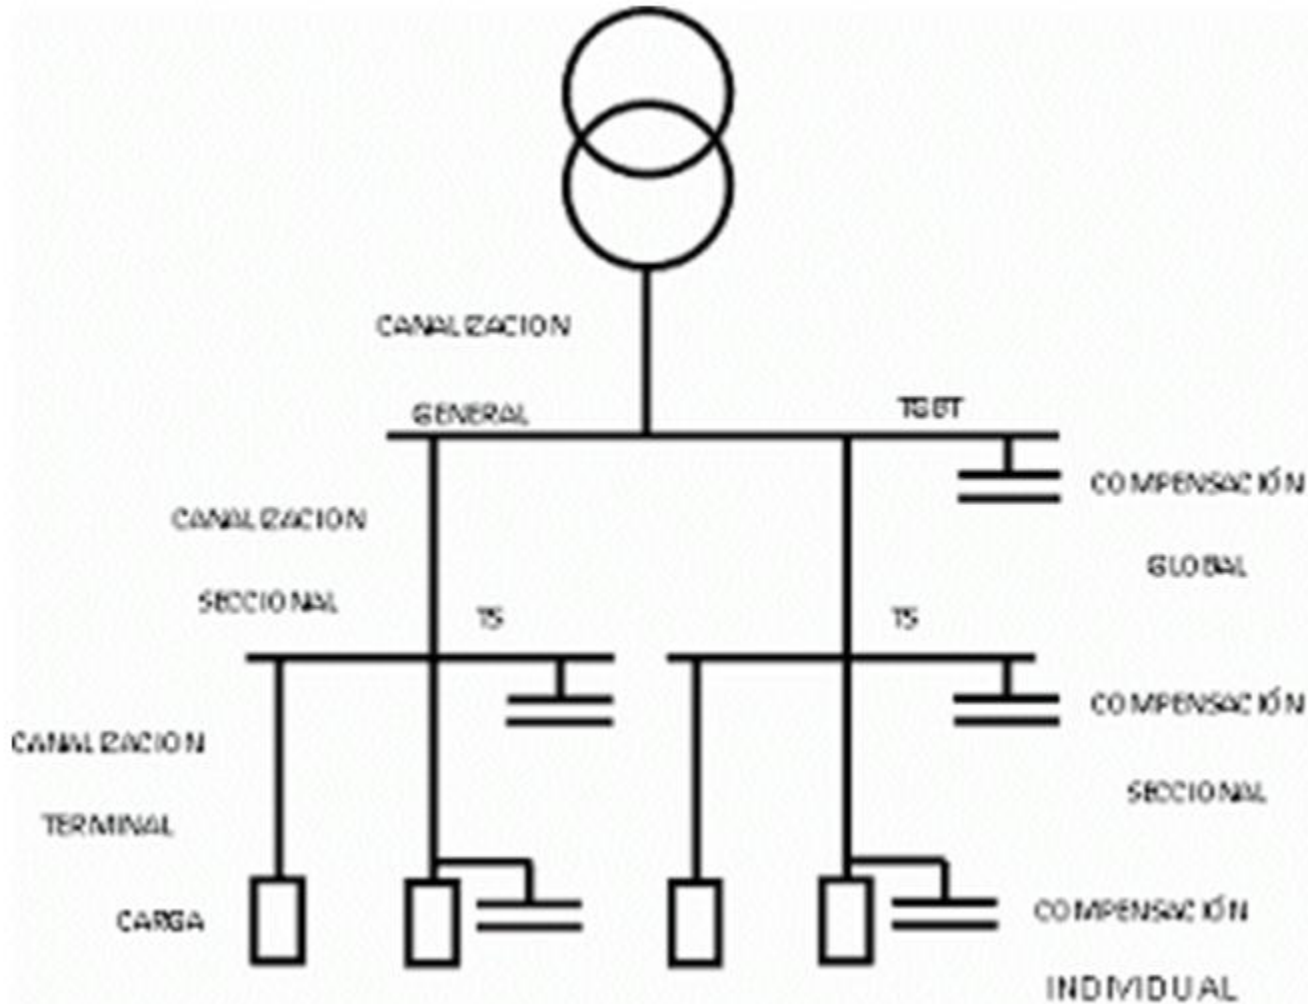 CANALIZACION
GENERAL
TGBT
COMPENSACIÓN
GLOBAL
CANALIZACION
SECCIONAL
TS
TS
COMPENSACIÓN
SECCIONAL
CANALIZACION
TERMINAL
CARGA
COMPENSACIÓN
INDIVIDUAL